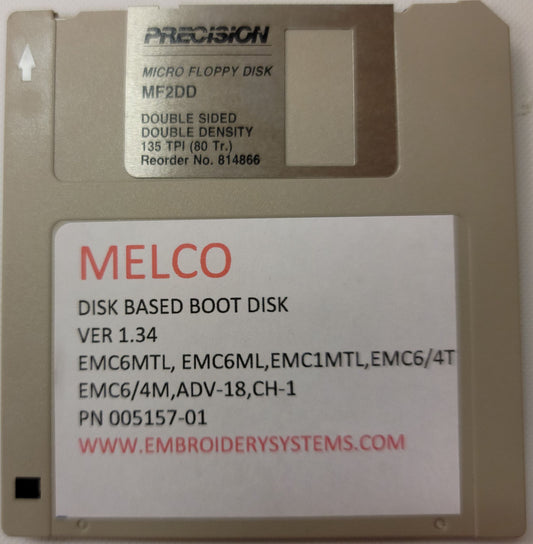 PRECISION
MICRO FLOPPY DISK
MF2DD
DOUBLE SIDED
DOUBLE DENSITY
135 TPI (80 Tr.)
Reorder No. 814866
MELCO
DISK BASED BOOT DISK
VER 1.34
EMC6MTL, EMC6ML,EMC1MTL,EMC6/4T
EMC6/4M,ADV-18,CH-1
PN 005157-01
WWW.EMBROIDERYSYSTEMS.COM